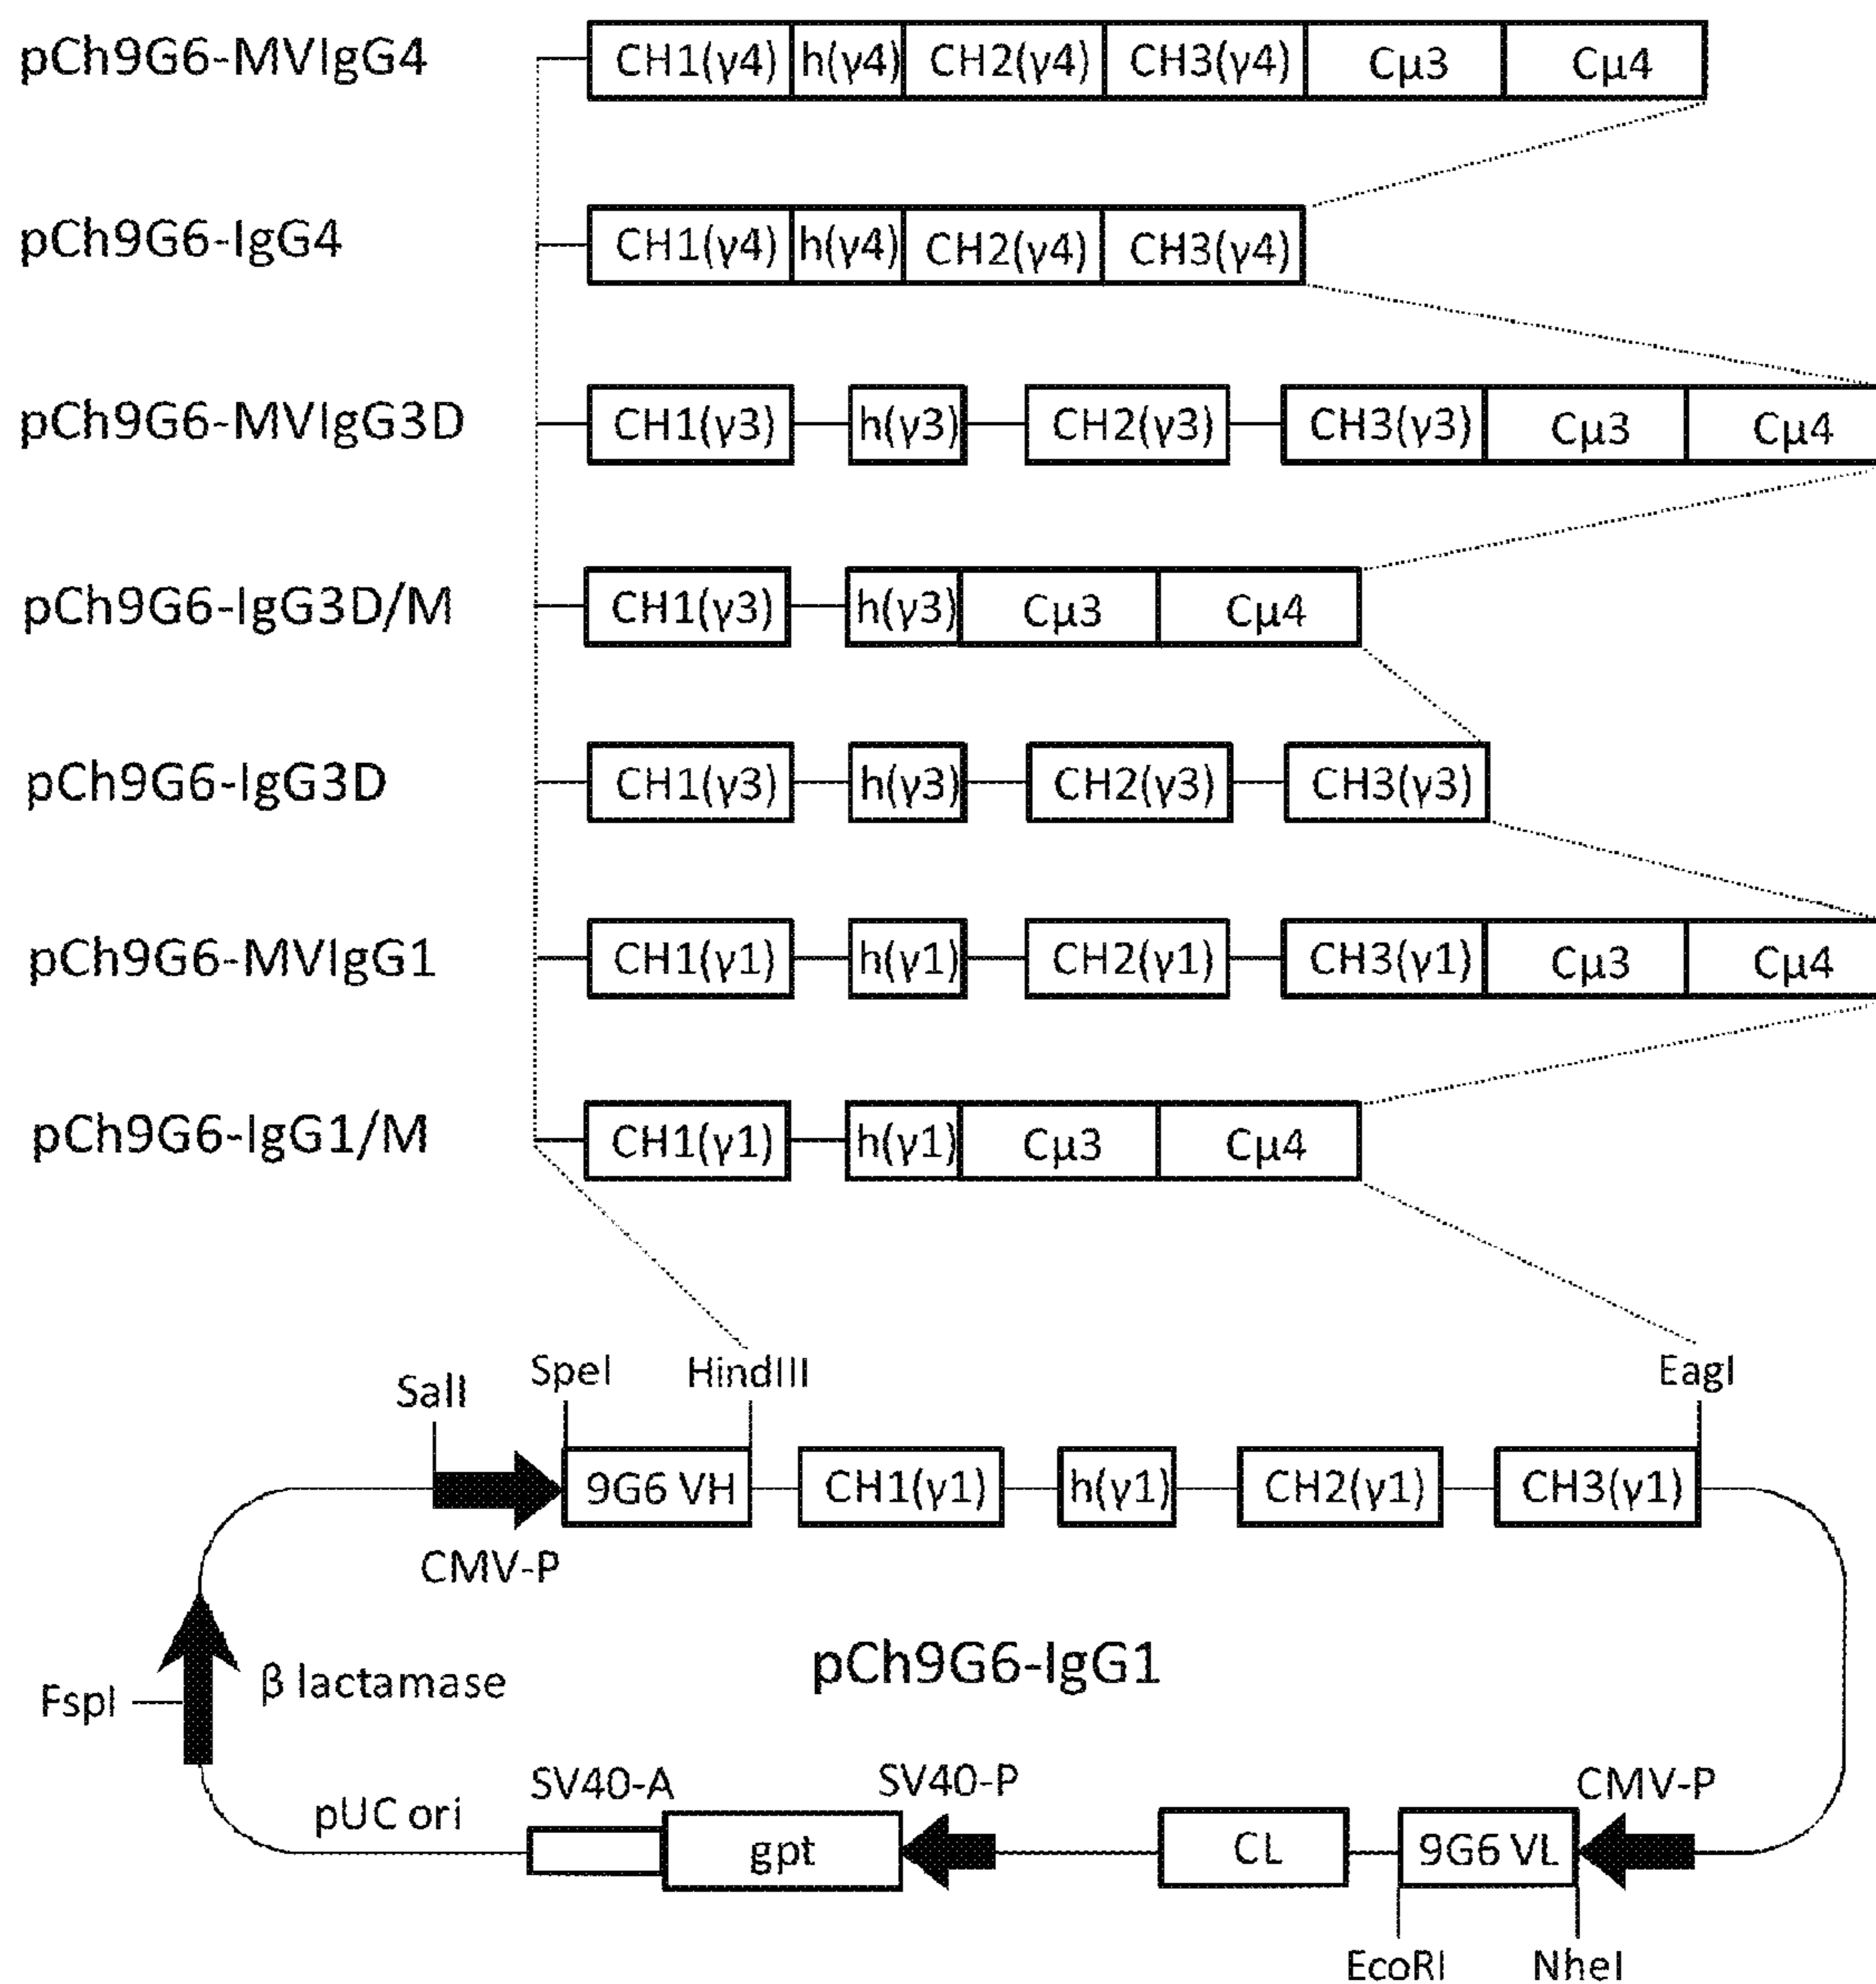 pCh9G6-MVIgG4 CH1(γ4) h(γ4) CH2(γ4) CH3(γ4) Cμ3 Cμ4
pCh9G6-IgG4 CH1(γ4) h(γ4) CH2(γ4) CH3(γ4)
pCh9G6-MVIgG3D CH1(γ3) h(γ3) CH2(γ3) CH3(γ3) Cμ3 Cμ4
pCh9G6-IgG3D/M CH1(γ3) h(γ3) Cμ3 Cμ4
pCh9G6-IgG3D CH1(γ3) h(γ3) CH2(γ3) CH3(γ3)
pCh9G6-MVIgG1 CH1(γ1) h(γ1) CH2(γ1) CH3(γ1) Cμ3 Cμ4
pCh9G6-IgG1/M CH1(γ1) h(γ1) Cμ3 Cμ4
SalI SpeI HindIII EagI
9G6 VH CH1(γ1) h(γ1) CH2(γ1) CH3(γ1)
CMV-P
pCh9G6-IgG1
FspI β lactamase
pUC ori SV40-A SV40-P CMV-P
gpt CL 9G6 VL
EcoRI NheI